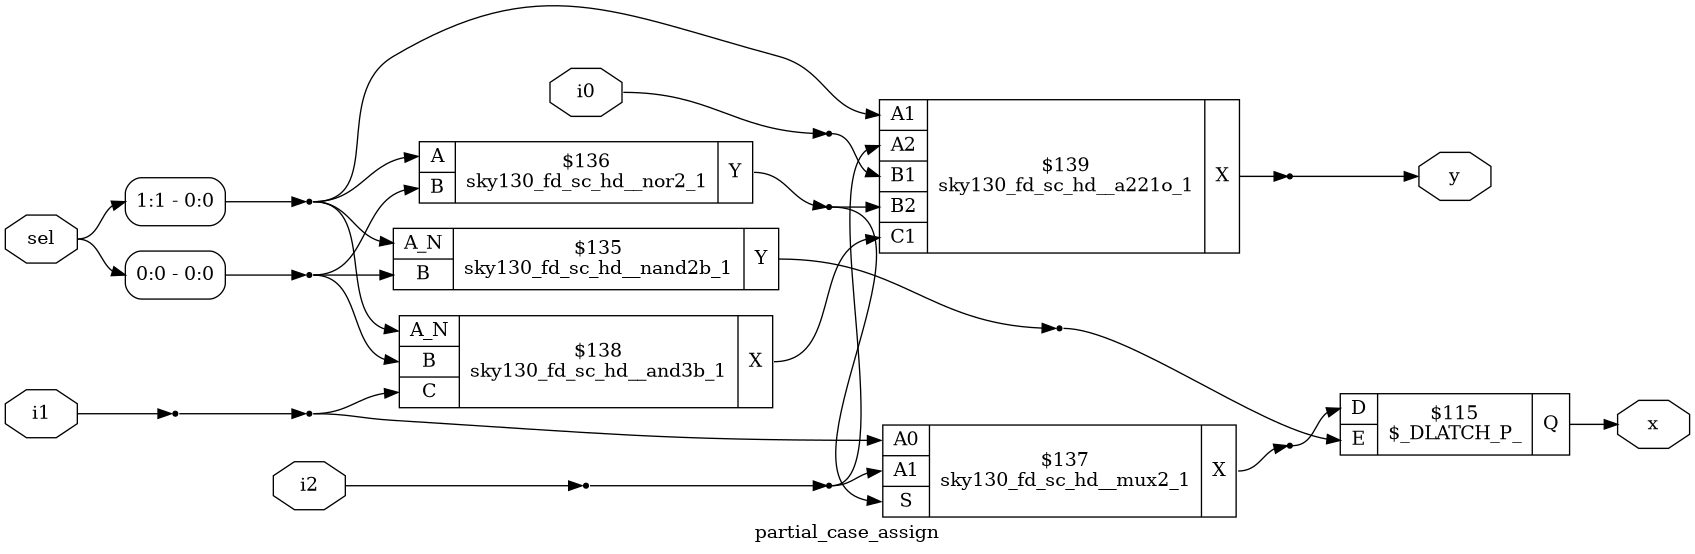 sel
1:1 - 0:0
0:0 - 0:0
i1
i2
i0
A
B
$136
sky130_fd_sc_hd__nor2_1
Y
A_N
B
$135
sky130_fd_sc_hd__nand2b_1
Y
A_N
B
C
$138
sky130_fd_sc_hd__and3b_1
X
A1
A2
B1
B2
C1
$139
sky130_fd_sc_hd__a221o_1
X
y
A0
A1
S
$137
sky130_fd_sc_hd__mux2_1
X
D
E
$115
$_DLATCH_P_
Q
x
partial_case_assign